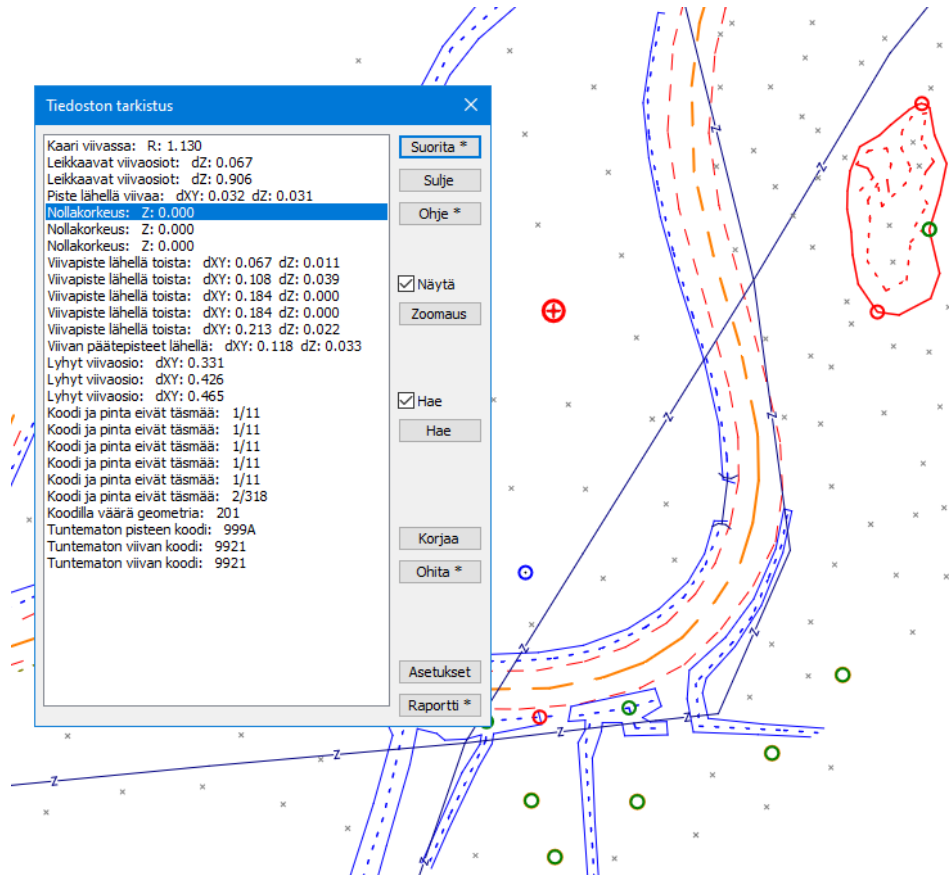 Tiedoston tarkistus
Kaari viivassa: R: 1.130
Leikkaavat viivaosiot: dZ: 0.067
Leikkaavat viivaosiot: dZ: 0.906
Piste lähellä viivaa: dXY: 0.032 dZ: 0.031
Nollakorkeus: Z: 0.000
Nollakorkeus: Z: 0.000
Nollakorkeus: Z: 0.000
Viivapiste lähellä toista: dXY: 0.067 dZ: 0.011
Viivapiste lähellä toista: dXY: 0.108 dZ: 0.039
Viivapiste lähellä toista: dXY: 0.184 dZ: 0.000
Viivapiste lähellä toista: dXY: 0.184 dZ: 0.000
Viivapiste lähellä toista: dXY: 0.213 dZ: 0.022
Viivan päätepisteet lähellä: dXY: 0.118 dZ: 0.033
Lyhyt viivaosio: dXY: 0.331
Lyhyt viivaosio: dXY: 0.426
Lyhyt viivaosio: dXY: 0.465
Koodi ja pinta eivät täsmää: 1/11
Koodi ja pinta eivät täsmää: 1/11
Koodi ja pinta eivät täsmää: 1/11
Koodi ja pinta eivät täsmää: 1/11
Koodi ja pinta eivät täsmää: 1/11
Koodi ja pinta eivät täsmää: 2/318
Koodilla väärä geometria: 201
Tuntematon pisteen koodi: 999A
Tuntematon viivan koodi: 9921
Tuntematon viivan koodi: 9921
Suorita *
Sulje
Ohje *
Näytä
Zoomaus
Hae
Hae
Korjaa
Ohita *
Asetukset
Raportti *
Z
Z
Z
Z
Z
Z
Z
Z
Z
Z
Z